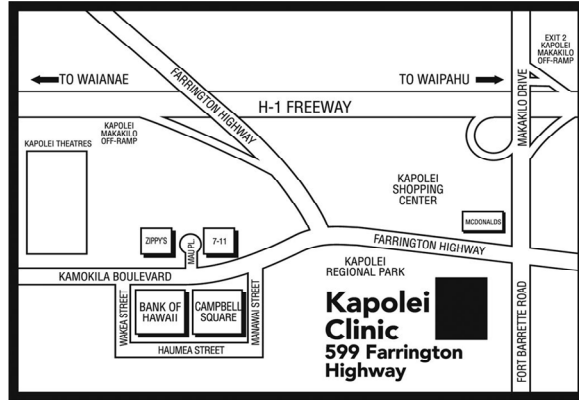 EXIT 2
KAPOLEI
MAKAKILO
OFF-RAMP
TO WAIANAE
FARRINGTON HIGHWAY
TO WAIPAHU
MAKAKILO DRIVE
H-1 FREEWAY
KAPOLEI
MAKAKILO
OFF-RAMP
KAPOLEI THEATRES
KAPOLEI
SHOPPING
CENTER
MCDONALDS
ZIPPY'S
MAU PL.
7-11
FARRINGTON HIGHWAY
KAPOLEI
REGIONAL PARK
KAMOKILA BOULEVARD
WAKEA STREET
BANK OF
HAWAII
CAMPBELL
SQUARE
MANAWAI STREET
HAUMEA STREET
Kapolei
Clinic
599 Farrington
Highway
FORT BARRETTE ROAD